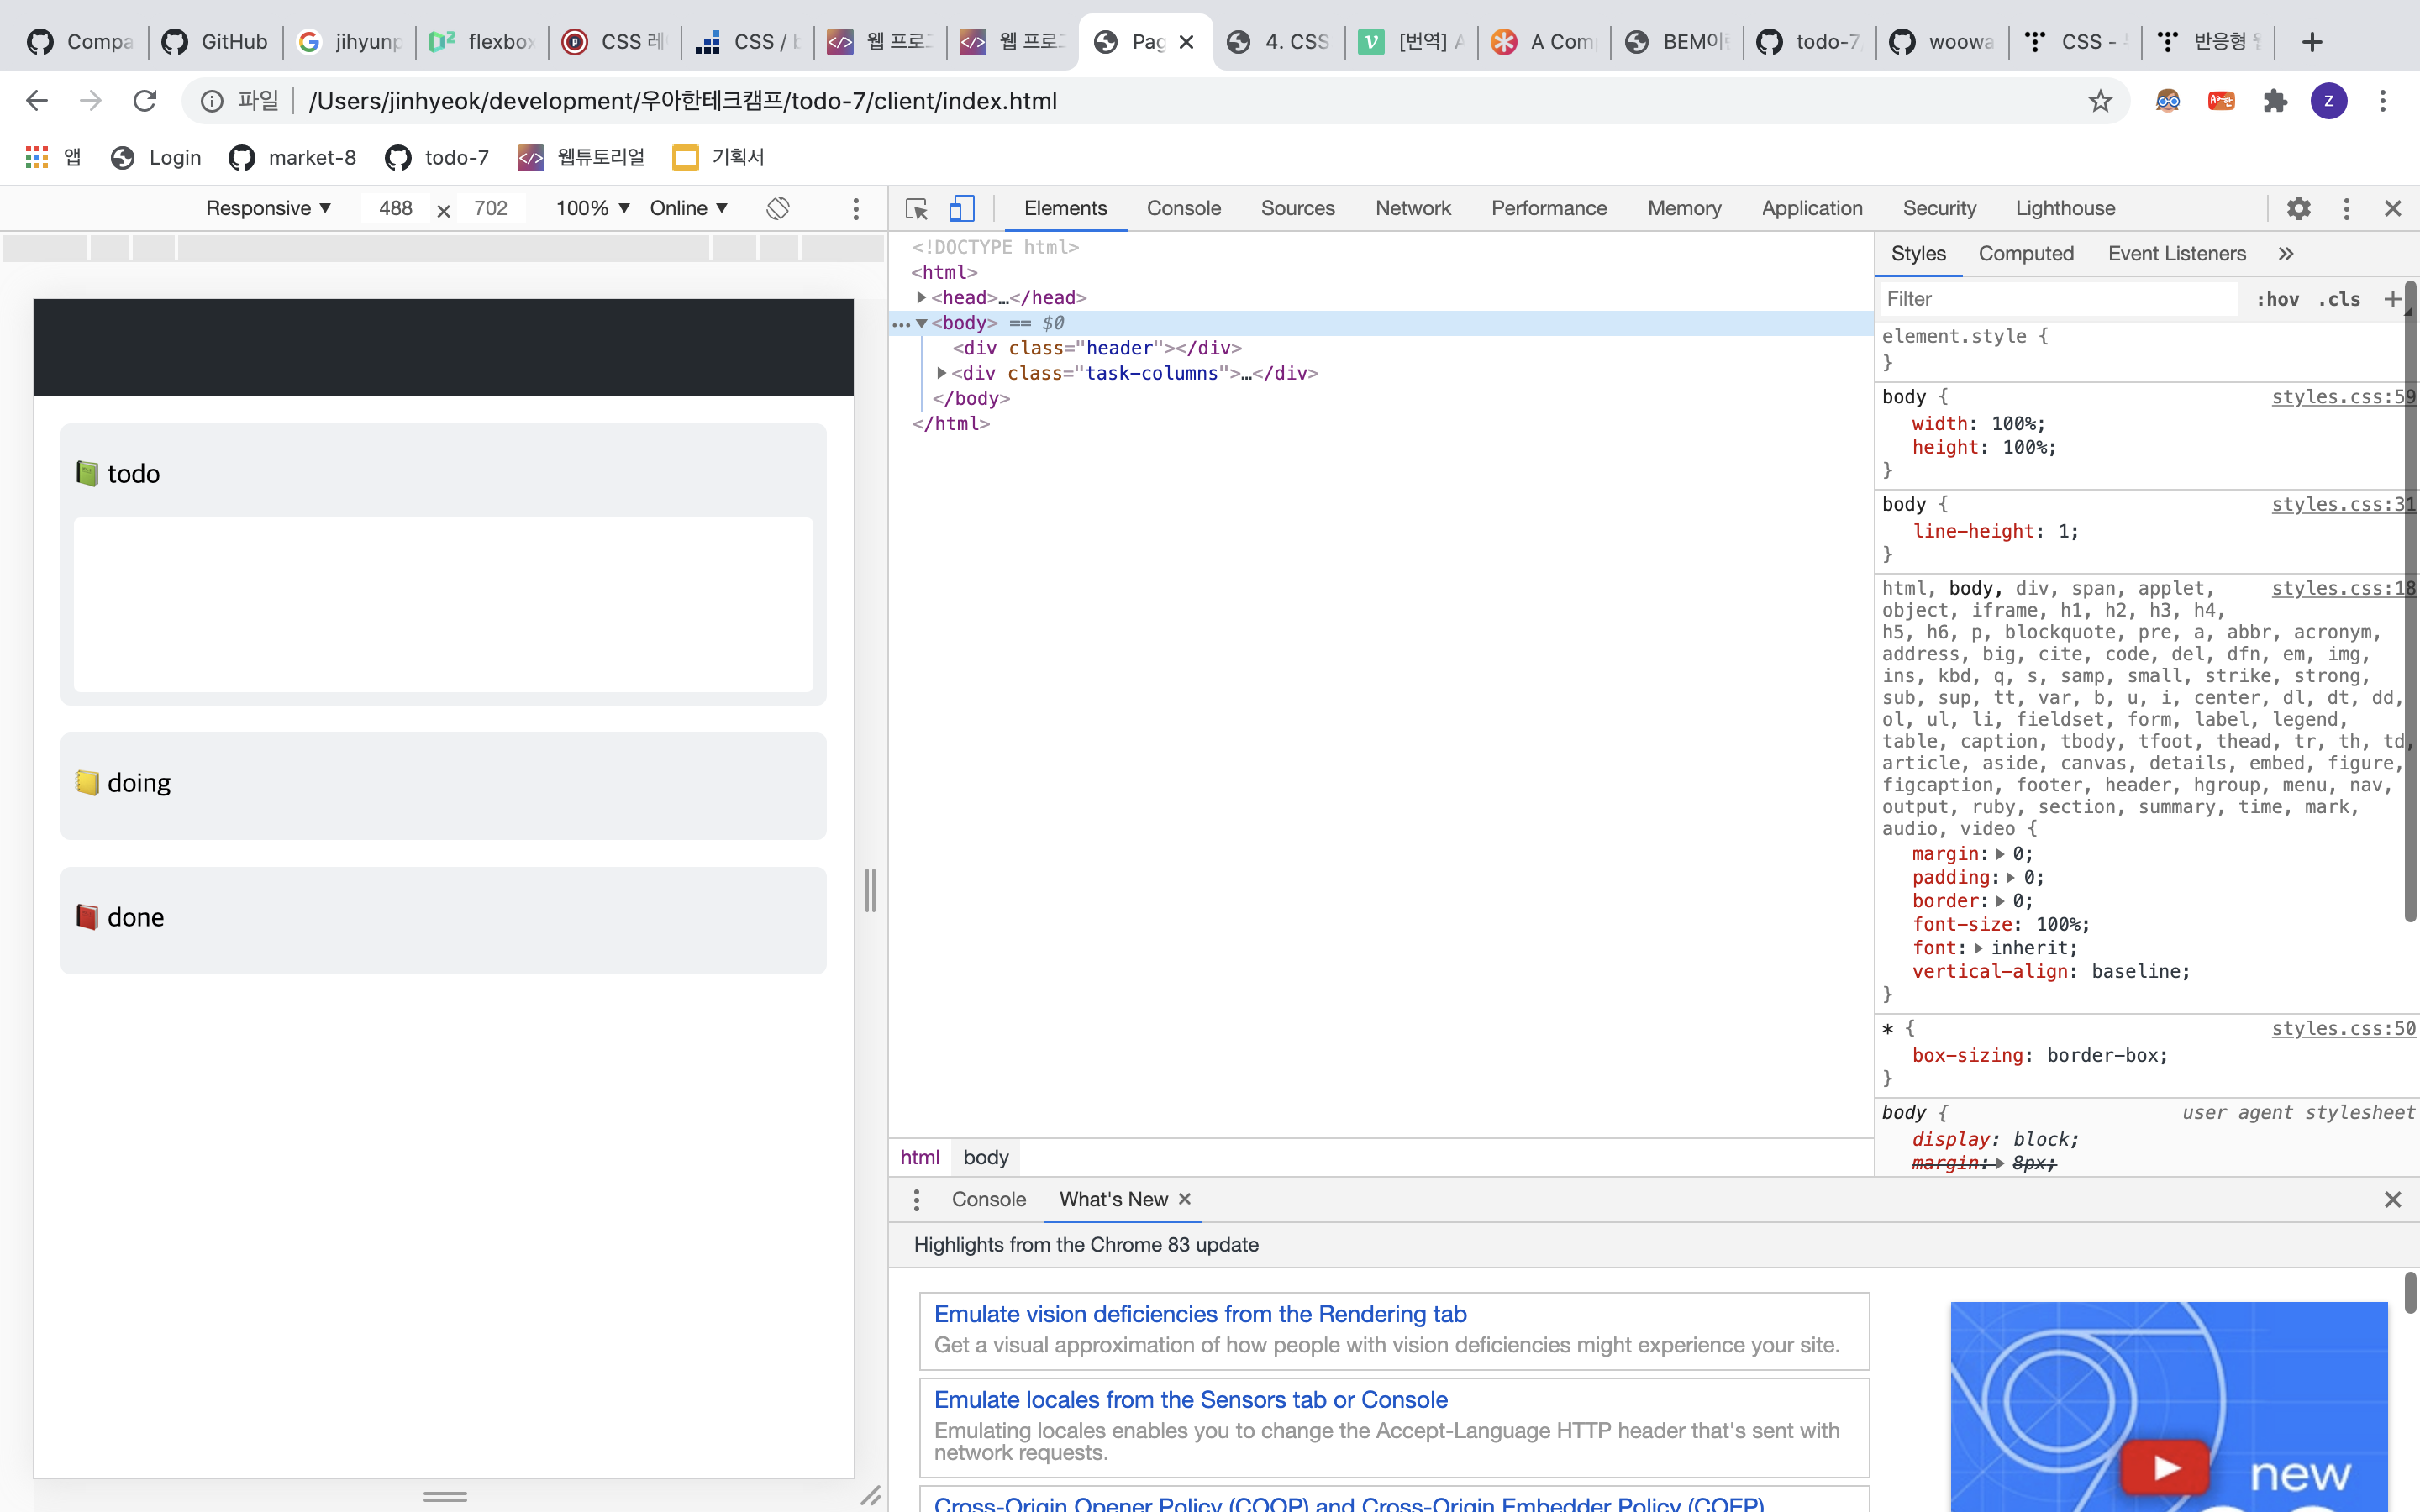 Compa GitHub jihyunp flexbox CSS 레 CSS / b 웹 프로 웹 프로 Pag 4. CSS [번역] A A Com BEM이 todo-7 woowa CSS - 반응형
파일 /Users/jinhyeok/development/우아한테크캠프/todo-7/client/index.html Z
앱 Login market-8 todo-7 웹튜토리얼 기획서
Responsive ▼ 488 × 702 100% ▼ Online ▼ Elements Console Sources Network Performance Memory Application Security Lighthouse
todo
doing
done
<!DOCTYPE html>
<html>
▶<head>…</head>
…▼<body> == $0
<div class="header"></div>
▶<div class="task-columns">…</div>
</body>
</html>
html body
Styles Computed Event Listeners »
Filter :hov .cls +
element.style {
}
body { styles.css:59
width: 100%;
height: 100%;
}
body { styles.css:31
line-height: 1;
}
html, body, div, span, applet, styles.css:18
object, iframe, h1, h2, h3, h4,
h5, h6, p, blockquote, pre, a, abbr, acronym,
address, big, cite, code, del, dfn, em, img,
ins, kbd, q, s, samp, small, strike, strong,
sub, sup, tt, var, b, u, i, center, dl, dt, dd,
ol, ul, li, fieldset, form, label, legend,
table, caption, tbody, tfoot, thead, tr, th, td,
article, aside, canvas, details, embed, figure,
figcaption, footer, header, hgroup, menu, nav,
output, ruby, section, summary, time, mark,
audio, video {
margin:▶0;
padding:▶0;
border:▶0;
font-size: 100%;
font:▶inherit;
vertical-align: baseline;
}
* { styles.css:50
box-sizing: border-box;
}
body { user agent stylesheet
display: block;
margin:▶8px;
Console What's New
Highlights from the Chrome 83 update
Emulate vision deficiencies from the Rendering tab
Get a visual approximation of how people with vision deficiencies might experience your site.
Emulate locales from the Sensors tab or Console
Emulating locales enables you to change the Accept-Language HTTP header that's sent with
network requests.
Cross-Origin Opener Policy (COOP) and Cross-Origin Embedder Policy (COEP)
new